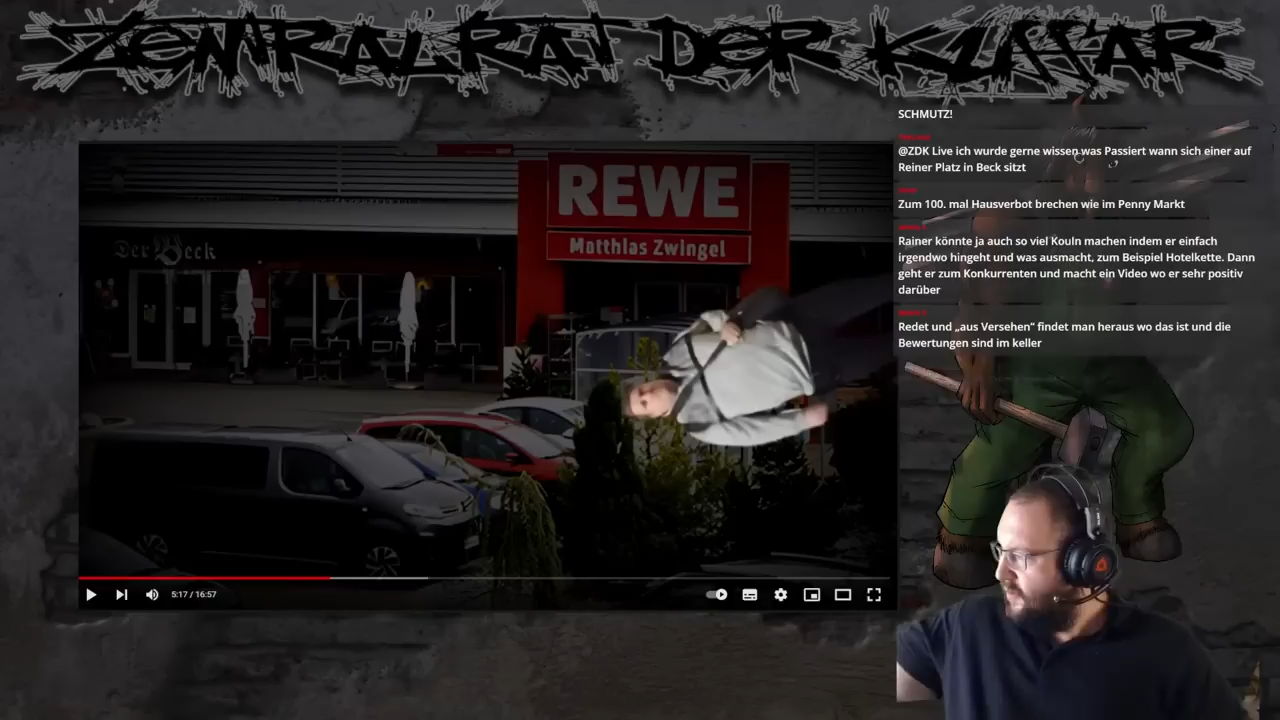 ZENTRALRAT DER KUFFAR
SCHMUTZ!
@ZDK Live ich wurde gerne wissen was Passiert wann sich einer auf
Reiner Platz in Beck sitzt
Zum 100. mal Hausverbot brechen wie im Penny Markt
Rainer könnte ja auch so viel Kouln machen indem er einfach
irgendwo hingeht und was ausmacht, zum Beispiel Hotelkette. Dann
geht er zum Konkurrenten und macht ein Video wo er sehr positiv
darüber
Redet und „aus Versehen“ findet man heraus wo das ist und die
Bewertungen sind im keller
REWE
Matthias Zwingel
Der Beck
5:17 / 16:57